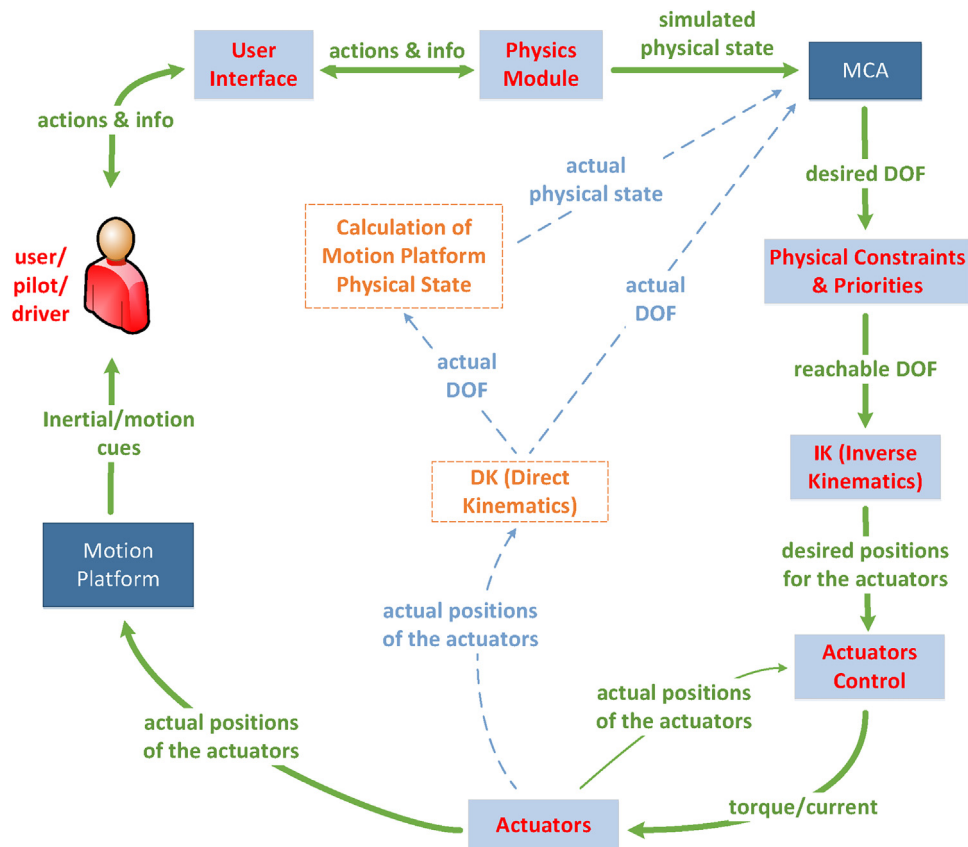 simulated
physical state
User
Interface
actions & info
Physics
Module
MCA
actions & info
actual
physical state
desired DOF
Calculation of
Motion Platform
Physical State
user/
pilot/
driver
Physical Constraints
& Priorities
actual
DOF
actual
DOF
reachable DOF
Inertial/motion
cues
DK (Direct
Kinematics)
IK (Inverse
Kinematics)
Motion
Platform
desired positions
for the actuators
actual positions
of the actuators
Actuators
Control
actual positions
of the actuators
actual positions
of the actuators
torque/current
Actuators